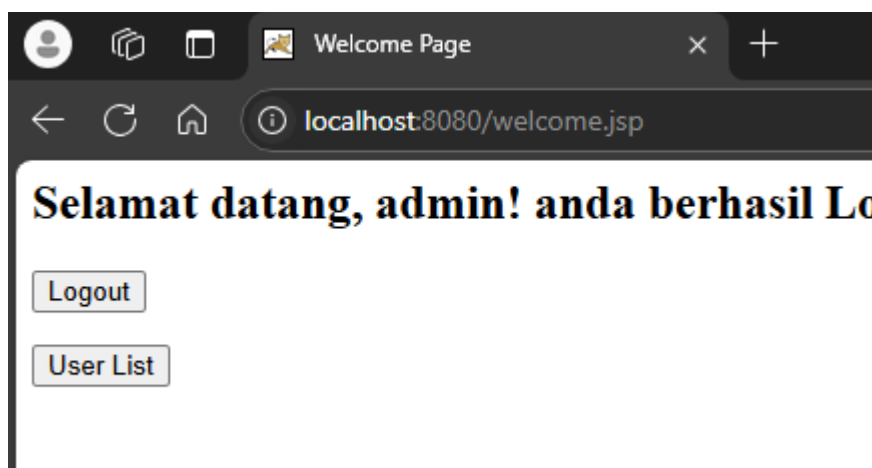 Welcome Page
localhost:8080/welcome.jsp
Selamat datang, admin! anda berhasil
Logout
User List